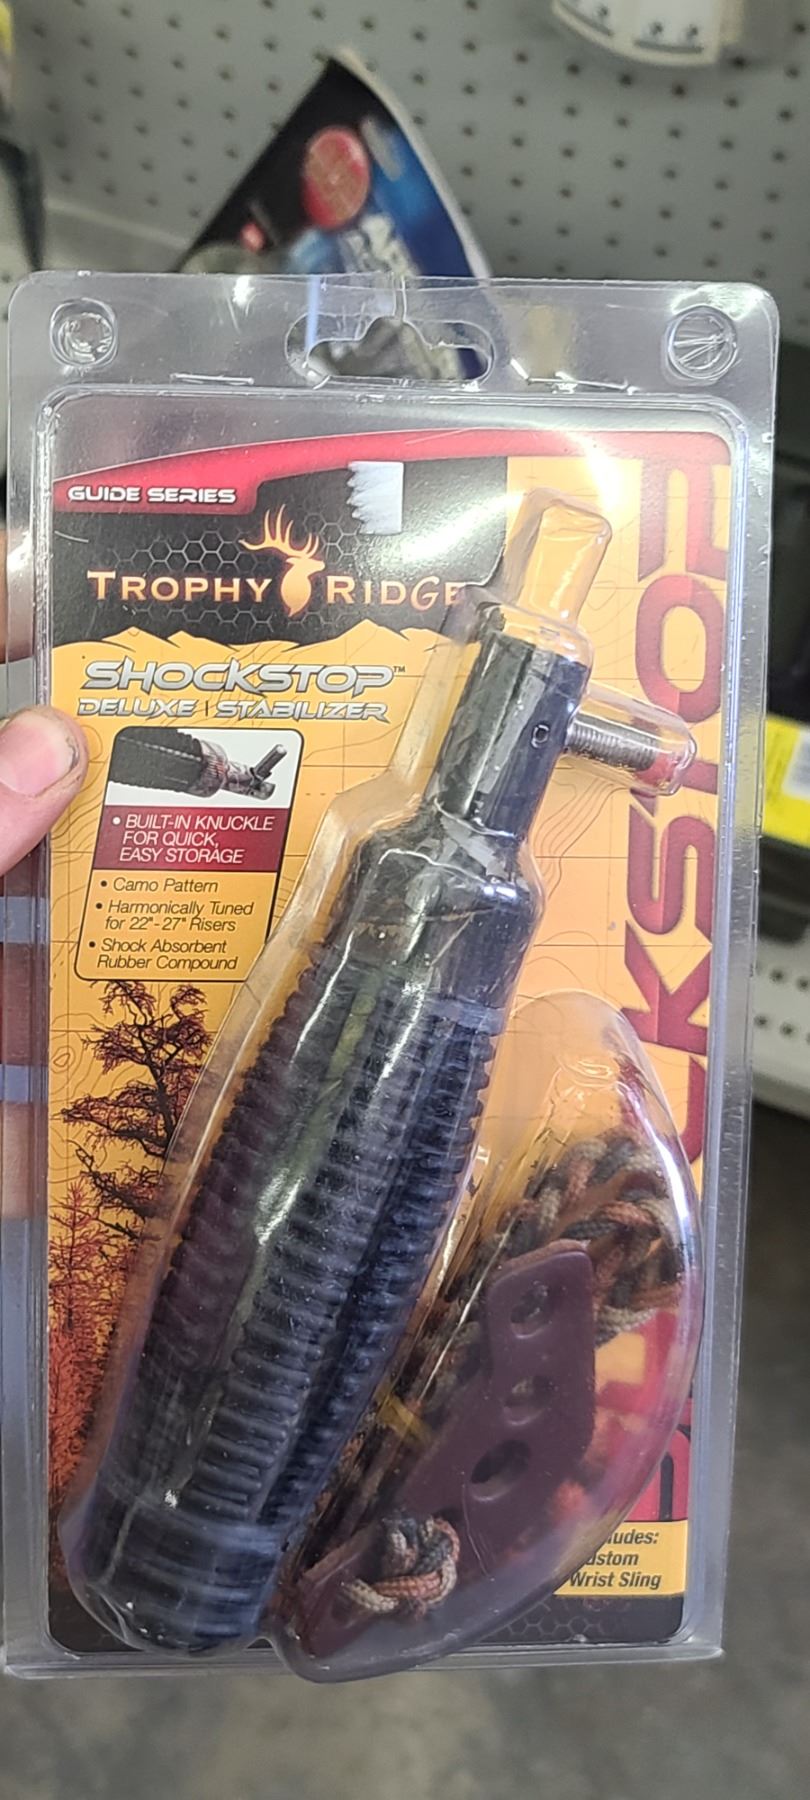 GUIDE SERIES
TROPHY RIDGE
SHOCKSTOP™
DELUXE | STABILIZER
• BUILT-IN KNUCKLE
FOR QUICK,
EASY STORAGE
• Camo Pattern
• Harmonically Tuned
for 22"-27" Risers
• Shock Absorbent
Rubber Compound
Wrist Sling